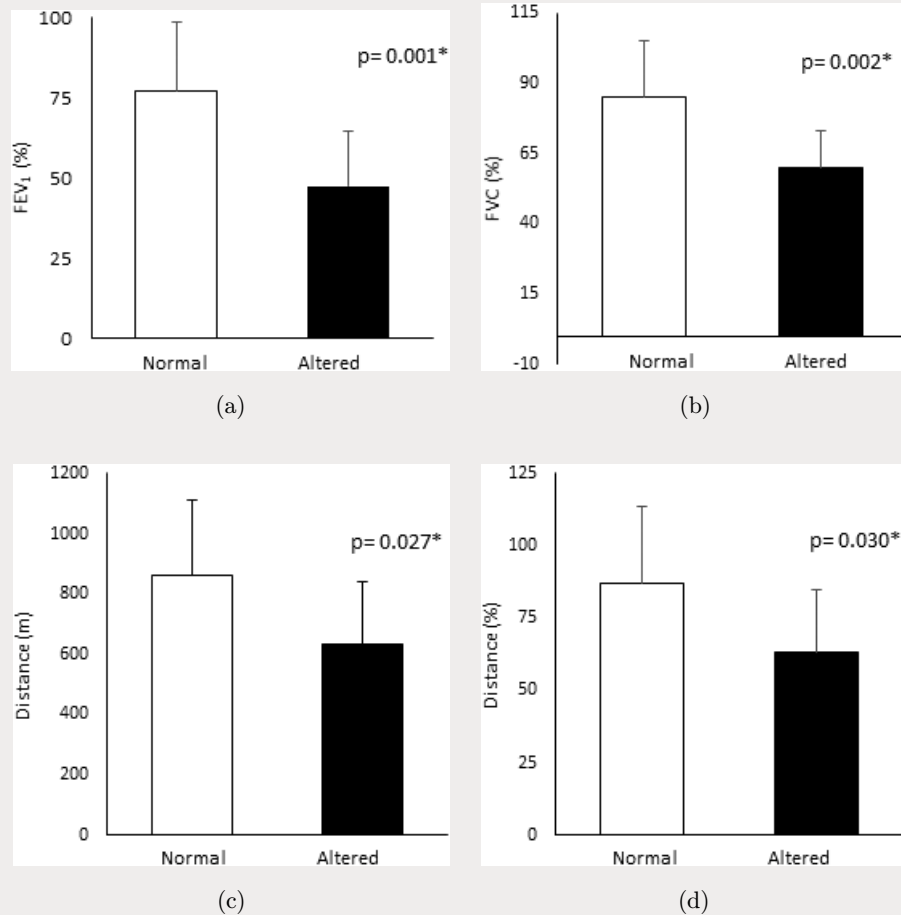 100
75
50
25
0
FEV₁ (%)
p= 0.001*
Normal Altered
(a)
115
90
65
40
15
-10
FVC (%)
p= 0.002*
Normal Altered
(b)
1200
1000
800
600
400
200
0
Distance (m)
p= 0.027*
Normal Altered
(c)
125
100
75
50
25
0
Distance (%)
p= 0.030*
Normal Altered
(d)